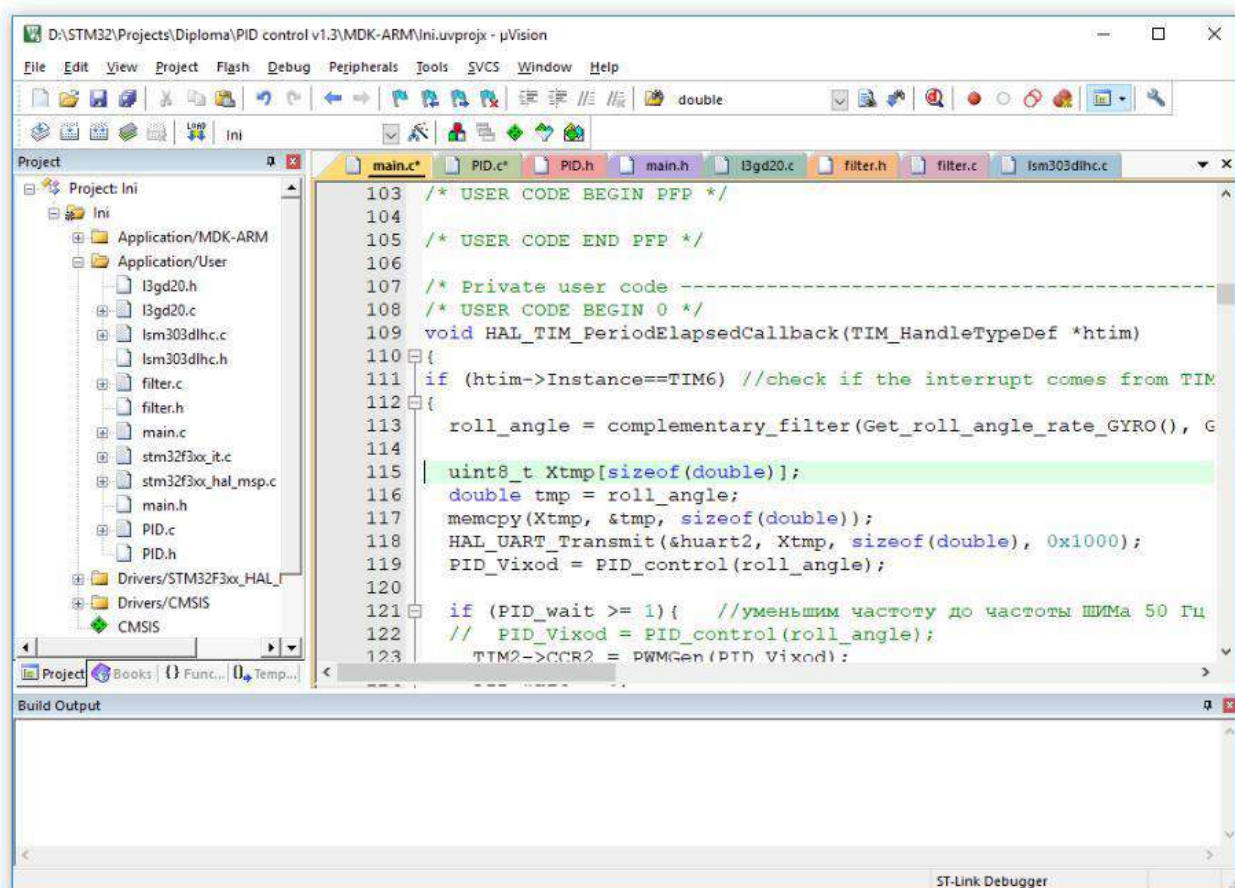 D:\STM32\Projects\Diploma\PID control v1.3\MDK-ARM\Ini.uvprojx - µVision
File Edit View Project Flash Debug Peripherals Tools SVCS Window Help
double
LOAD Ini
Project
Project: Ini
Ini
Application/MDK-ARM
Application/User
l3gd20.h
l3gd20.c
lsm303dlhc.c
lsm303dlhc.h
filter.c
filter.h
main.c
stm32f3xx_it.c
stm32f3xx_hal_msp.c
main.h
PID.c
PID.h
Drivers/STM32F3xx_HAL_
Drivers/CMSIS
CMSIS
Project Books {} Func... Temp...
main.c* PID.c* PID.h main.h l3gd20.c filter.h filter.c lsm303dlhc.c
103 /* USER CODE BEGIN PFP */
104
105 /* USER CODE END PFP */
106
107 /* Private user code ---------------------------------------------
108 /* USER CODE BEGIN 0 */
109 void HAL_TIM_PeriodElapsedCallback(TIM_HandleTypeDef *htim)
110 {
111 if (htim->Instance==TIM6) //check if the interrupt comes from TIM
112 {
113 roll_angle = complementary_filter(Get_roll_angle_rate_GYRO(), G
114
115 uint8_t Xtmp[sizeof(double)];
116 double tmp = roll_angle;
117 memcpy(Xtmp, &tmp, sizeof(double));
118 HAL_UART_Transmit(&huart2, Xtmp, sizeof(double), 0x1000);
119 PID_Vixod = PID_control(roll_angle);
120
121 if (PID_wait >= 1){ //уменьшим частоту до частоты ШИМа 50 Гц
122 // PID_Vixod = PID_control(roll_angle);
123 TIM2->CCR2 = PWMGen(PID_Vixod);
Build Output
ST-Link Debugger